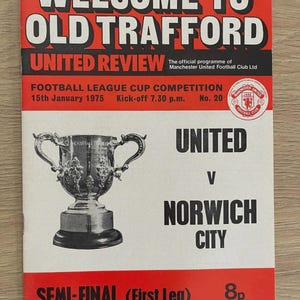 WELCOME TO
OLD TRAFFORD
UNITED REVIEW
The official programme of
Manchester United Football Club Ltd
FOOTBALL LEAGUE CUP COMPETITION
15th January 1975 Kick-off 7.30 p.m. No. 20
UNITED
v
NORWICH
CITY
SEMI-FINAL (First Leg) 8p